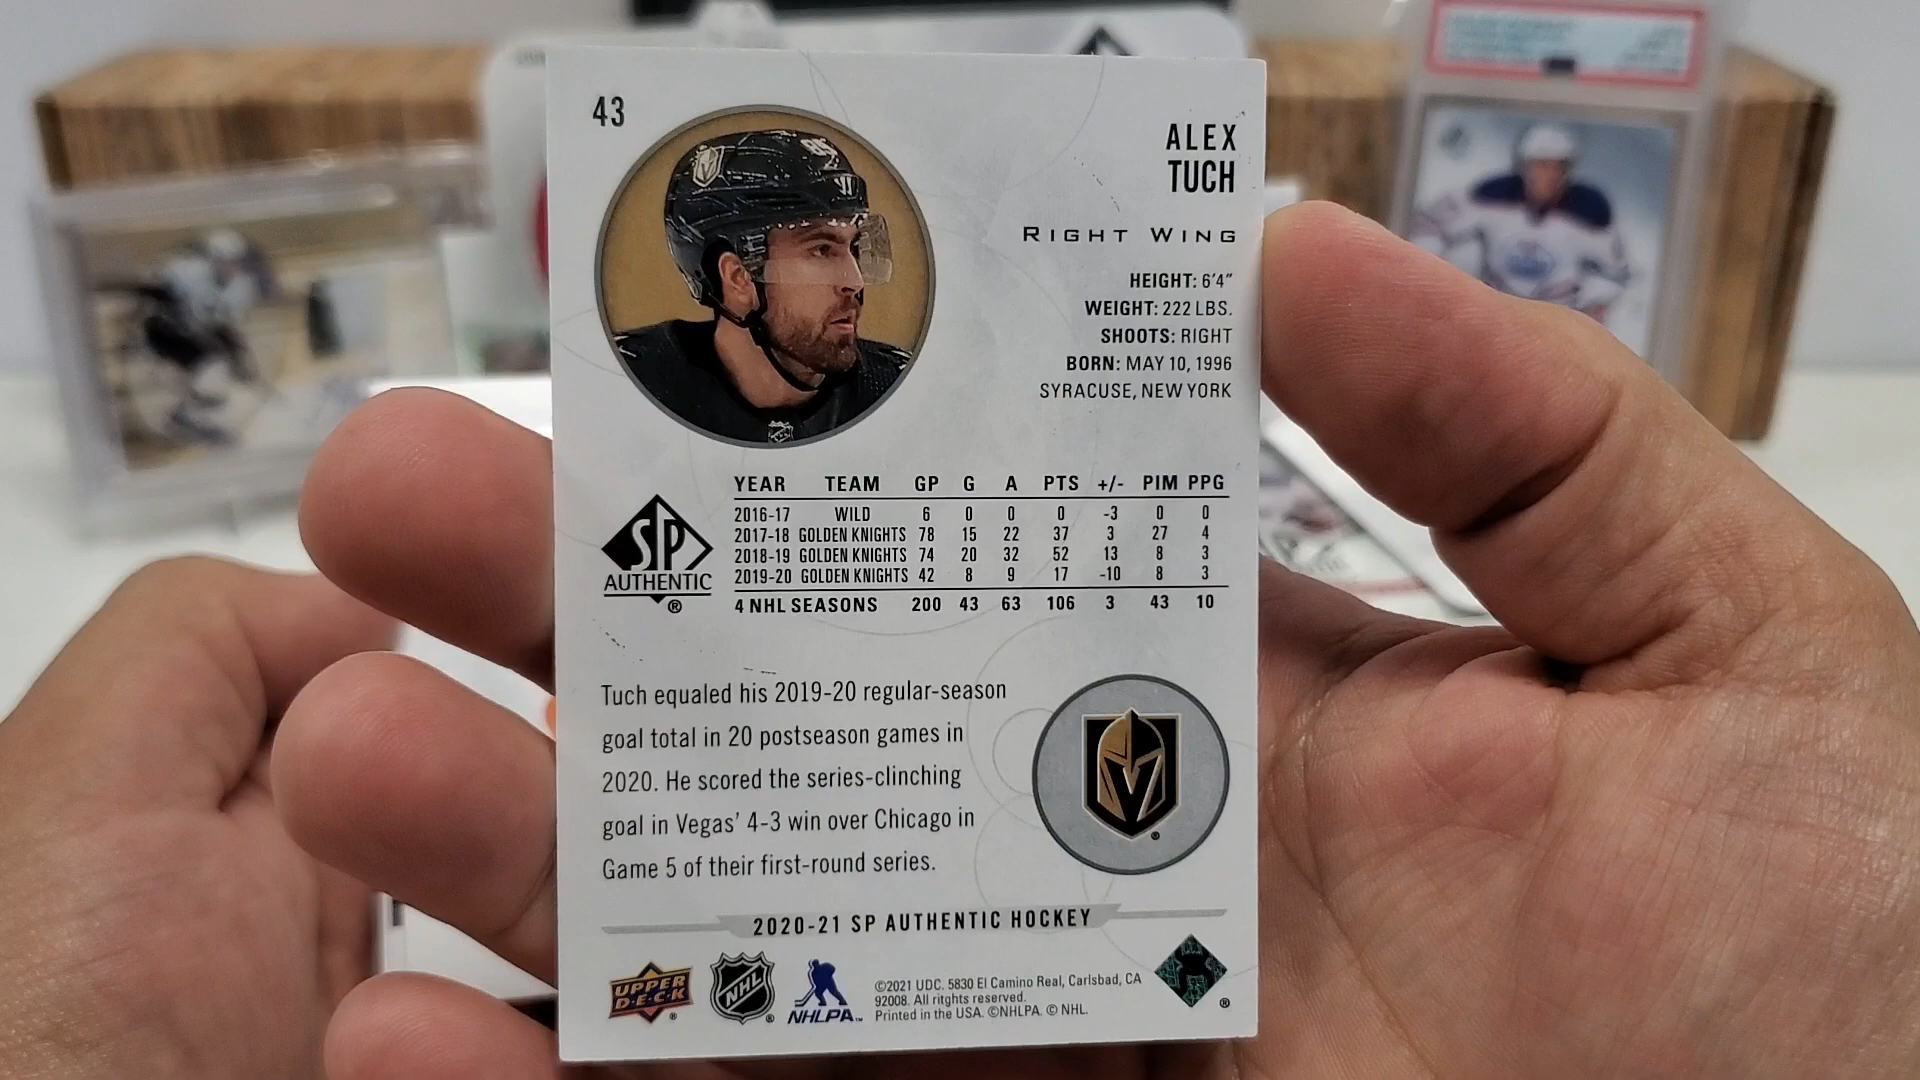 43
ALEX
TUCH
RIGHT WING
HEIGHT: 6'4"
WEIGHT: 222 LBS.
SHOOTS: RIGHT
BORN: MAY 10, 1996
SYRACUSE, NEW YORK
YEAR TEAM GP G A PTS +/- PIM PPG
2016-17 WILD 6 0 0 0 -3 0 0
2017-18 GOLDEN KNIGHTS 78 15 22 37 3 27 4
2018-19 GOLDEN KNIGHTS 74 20 32 52 13 8 3
2019-20 GOLDEN KNIGHTS 42 8 9 17 -10 8 3
4 NHL SEASONS 200 43 63 106 3 43 10
SP
AUTHENTIC
®
Tuch equaled his 2019-20 regular-season
goal total in 20 postseason games in
2020. He scored the series-clinching
goal in Vegas' 4-3 win over Chicago in
Game 5 of their first-round series.
®
2020-21 SP AUTHENTIC HOCKEY
UPPER
DECK
®
NHL
®
NHLPA
©2021 UDC. 5830 El Camino Real, Carlsbad, CA
92008. All rights reserved.
Printed in the USA. ©NHLPA. © NHL.
®